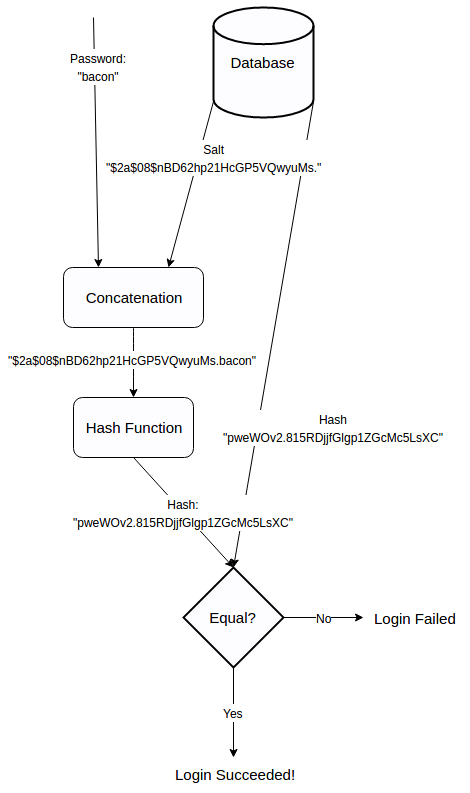 Password:
"bacon"
Database
Salt
"$2a$08$nBD62hp21HcGP5VQwyuMs."
Concatenation
"$2a$08$nBD62hp21HcGP5VQwyuMs.bacon"
Hash Function
Hash
"pweWOv2.815RDjjfGlgp1ZGcMc5LsXC"
Hash:
"pweWOv2.815RDjjfGlgp1ZGcMc5LsXC"
Equal?
No
Login Failed
Yes
Login Succeeded!